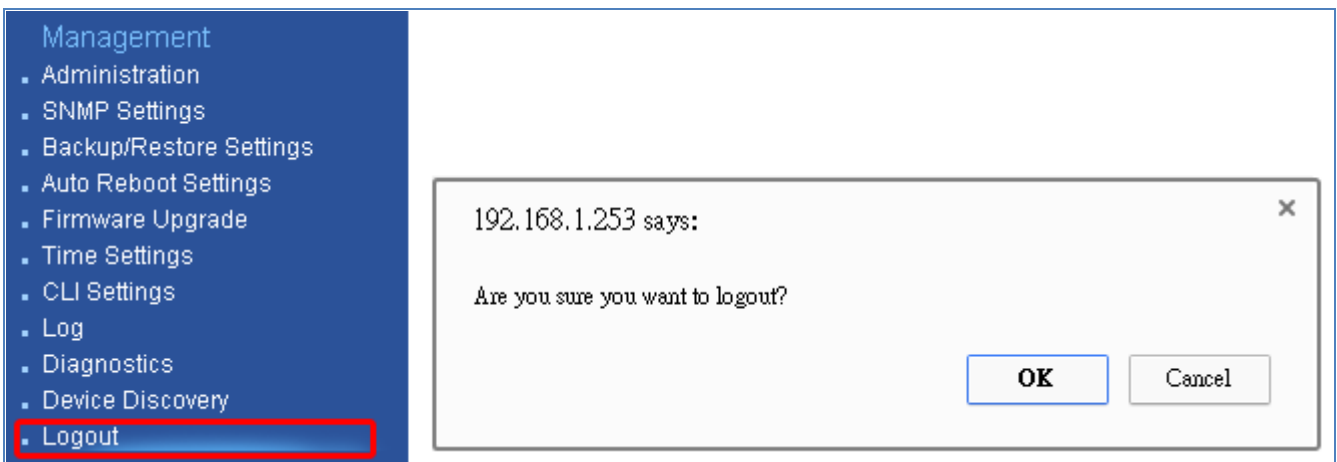 Management
Administration
SNMP Settings
Backup/Restore Settings
Auto Reboot Settings
Firmware Upgrade
Time Settings
CLI Settings
Log
Diagnostics
Device Discovery
Logout
192.168.1.253 says:
Are you sure you want to logout?
OK Cancel